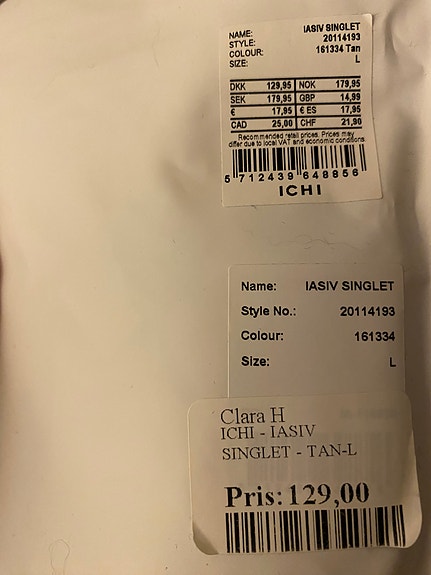 NAME: IASIV SINGLET
STYLE: 20114193
COLOUR: 161334 Tan
SIZE: L
DKK 129,95 NOK 179,95
SEK 179,95 GBP 14,99
€ 17,95 € ES 17,95
CAD 25,00 CHF 21,90
Recommended retail prices. Prices may
differ due to local VAT and economic conditions.
5 712439 648856
ICHI
Name: IASIV SINGLET
Style No.: 20114193
Colour: 161334
Size: L
Clara H
ICHI - IASIV
SINGLET - TAN-L
Pris: 129,00